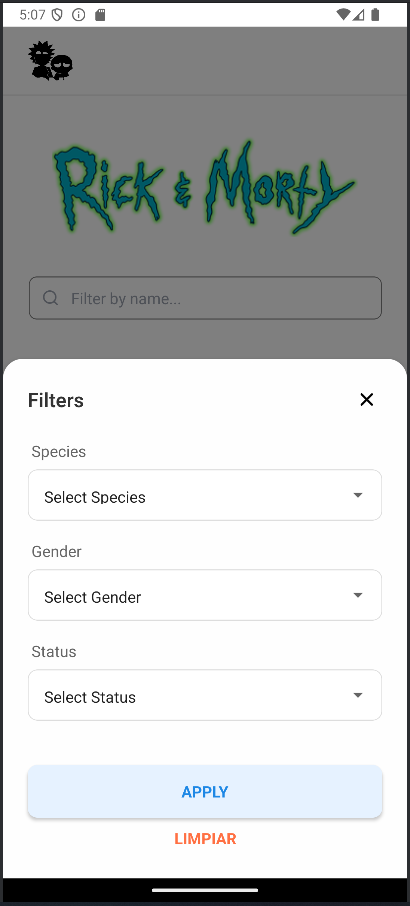 5:07
Rick & Morty
Filter by name...
Filters
Species
Select Species
Gender
Select Gender
Status
Select Status
APPLY
LIMPIAR